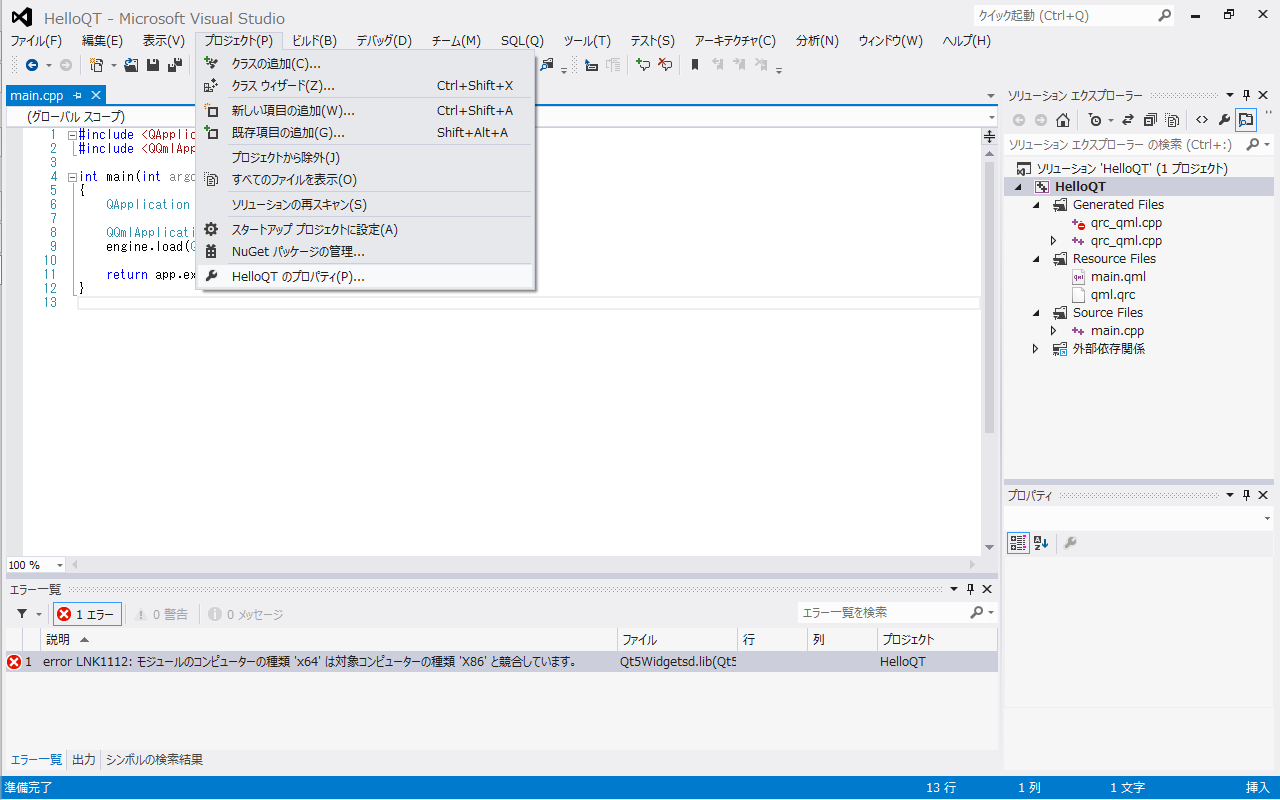 HelloQT - Microsoft Visual Studio
クイック起動 (Ctrl+Q)
ファイル(F) 編集(E) 表示(V) プロジェクト(P) ビルド(B) デバッグ(D) チーム(M) SQL(Q) ツール(T) テスト(S) アーキテクチャ(C) 分析(N) ウィンドウ(W) ヘルプ(H)
クラスの追加(C)...
クラス ウィザード(Z)... Ctrl+Shift+X
新しい項目の追加(W)... Ctrl+Shift+A
既存項目の追加(G)... Shift+Alt+A
プロジェクトから除外(J)
すべてのファイルを表示(O)
ソリューションの再スキャン(S)
スタートアップ プロジェクトに設定(A)
NuGet パッケージの管理...
HelloQT のプロパティ(P)...
main.cpp
(グローバル スコープ)
1 #include <QApplic
2 #include <QQmlApp
3
4 int main(int argc
5 {
6 QApplication
7
8 QQmlApplicati
9 engine.load(
10
11 return app.ex
12 }
13
100 %
ソリューション エクスプローラー
ソリューション エクスプローラー の検索 (Ctrl+:)
ソリューション 'HelloQT' (1 プロジェクト)
HelloQT
Generated Files
qrc_qml.cpp
qrc_qml.cpp
Resource Files
main.qml
qml.qrc
Source Files
main.cpp
外部依存関係
プロパティ
エラー一覧
1 エラー 0 警告 0 メッセージ
エラー一覧を検索
説明 ファイル 行 列 プロジェクト
1 error LNK1112: モジュールのコンピューターの種類 'x64' は対象コンピューターの種類 'X86' と競合しています。 Qt5Widgetsd.lib(Qt5 HelloQT
エラー一覧 出力 シンボルの検索結果
準備完了 13 行 1 列 1 文字 挿入